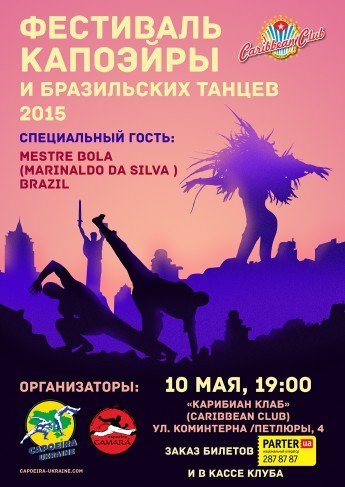 ФЕСТИВАЛЬ
КАПОЭЙРЫ
И БРАЗИЛЬСКИХ ТАНЦЕВ
2015
Caribbean Club
СПЕЦИАЛЬНЫЙ ГОСТЬ:
MESTRE BOLA
(MARINALDO DA SILVA )
BRAZIL
ОРГАНИЗАТОРЫ:
CAPOEIRA
UKRAINE
CAPOEIRA-UKRAINE.COM
CAMARÁ
10 МАЯ, 19:00
«КАРИБИАН КЛАБ»
(CARIBBEAN CLUB)
УЛ. КОМИНТЕРНА /ПЕТЛЮРЫ, 4
ЗАКАЗ БИЛЕТОВ
PARTER.UA
287 87 87
И В КАССЕ КЛУБА